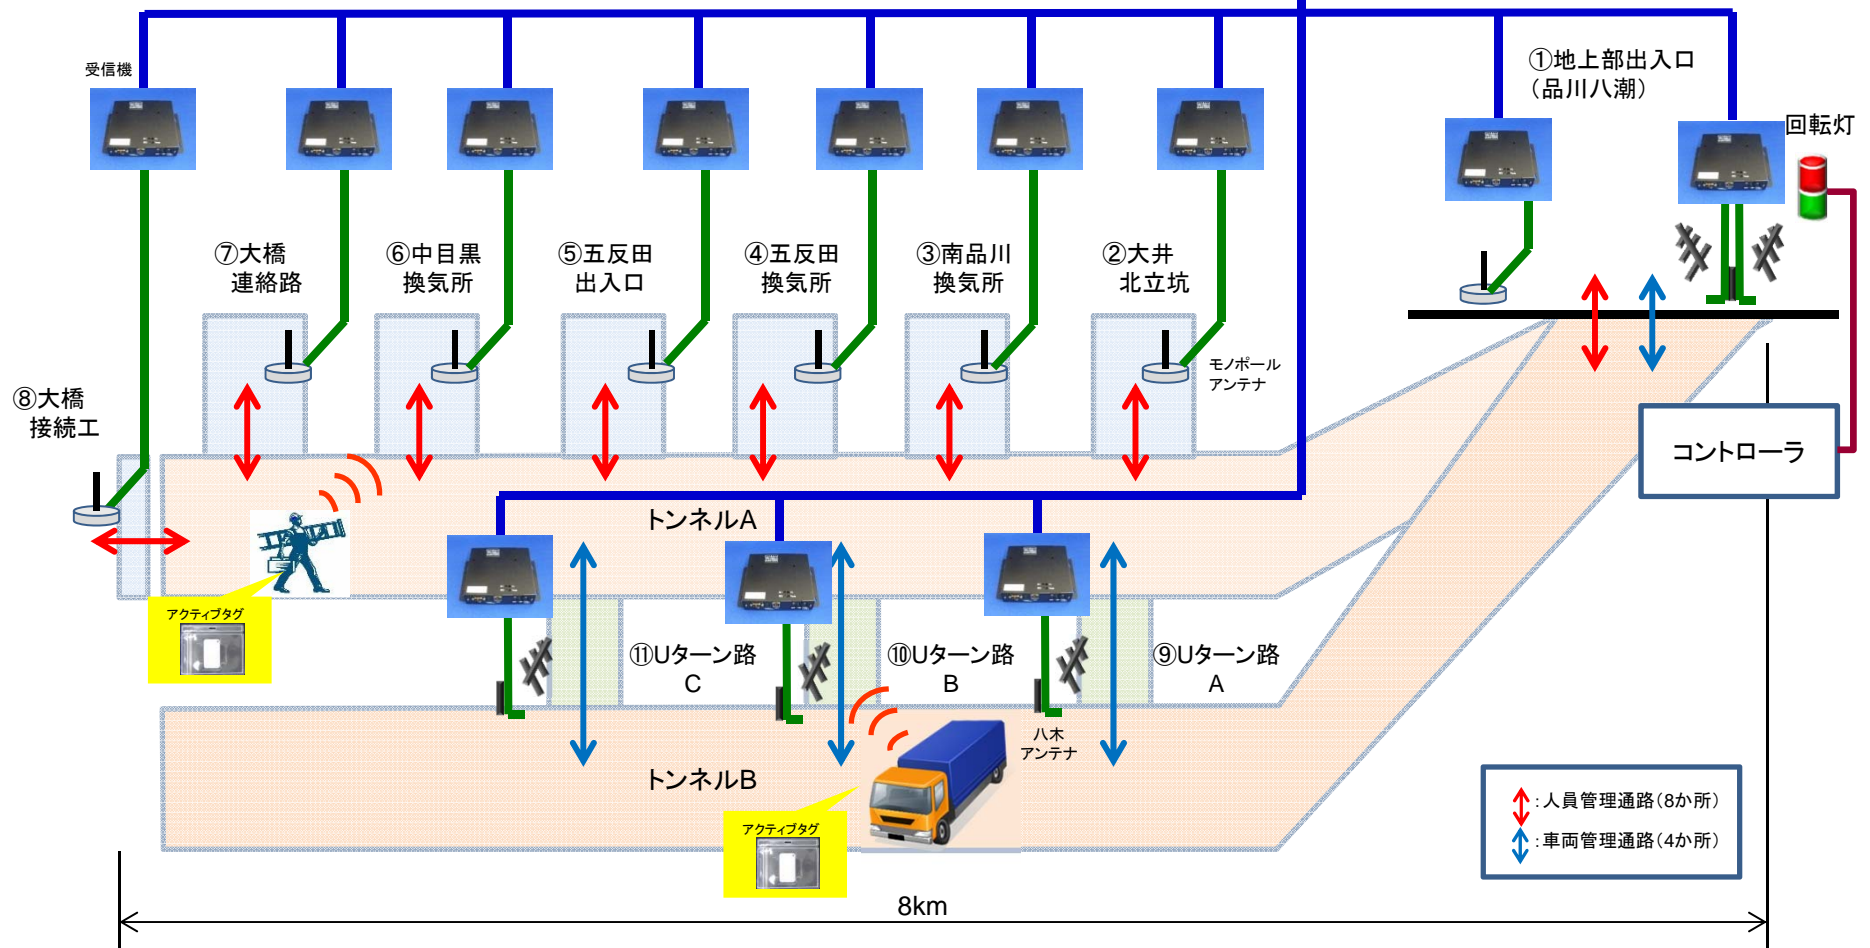 受信機
①地上部出入口
（品川八潮）
回転灯
⑦大橋
連絡路
⑥中目黒
換気所
⑤五反田
出入口
④五反田
換気所
③南品川
換気所
②大井
北立坑
モノポール
アンテナ
⑧大橋
接続工
コントローラ
トンネルA
アクティブタグ
⑪Uターン路
C
⑩Uターン路
B
⑨Uターン路
A
八木
アンテナ
トンネルB
アクティブタグ
：人員管理通路（8か所）
：車両管理通路（4か所）
8km